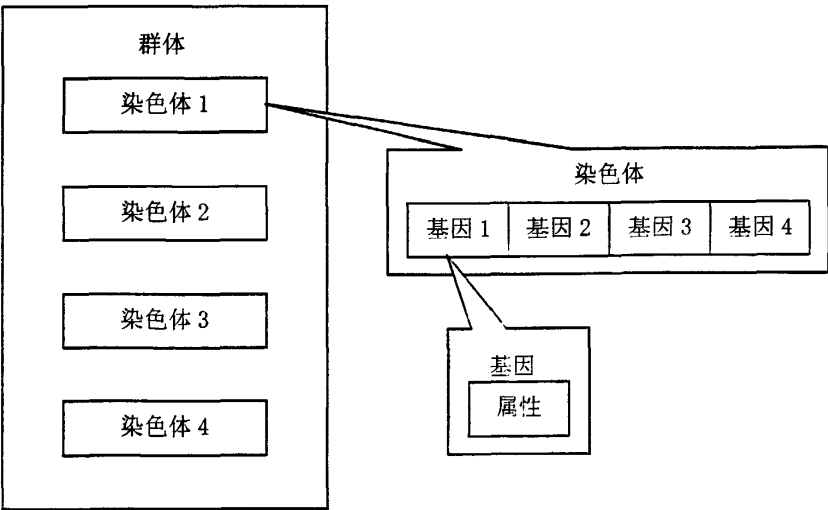 群体
染色体 1
染色体 2
染色体 3
染色体 4
染色体
基因 1 基因 2 基因 3 基因 4
基因
属性